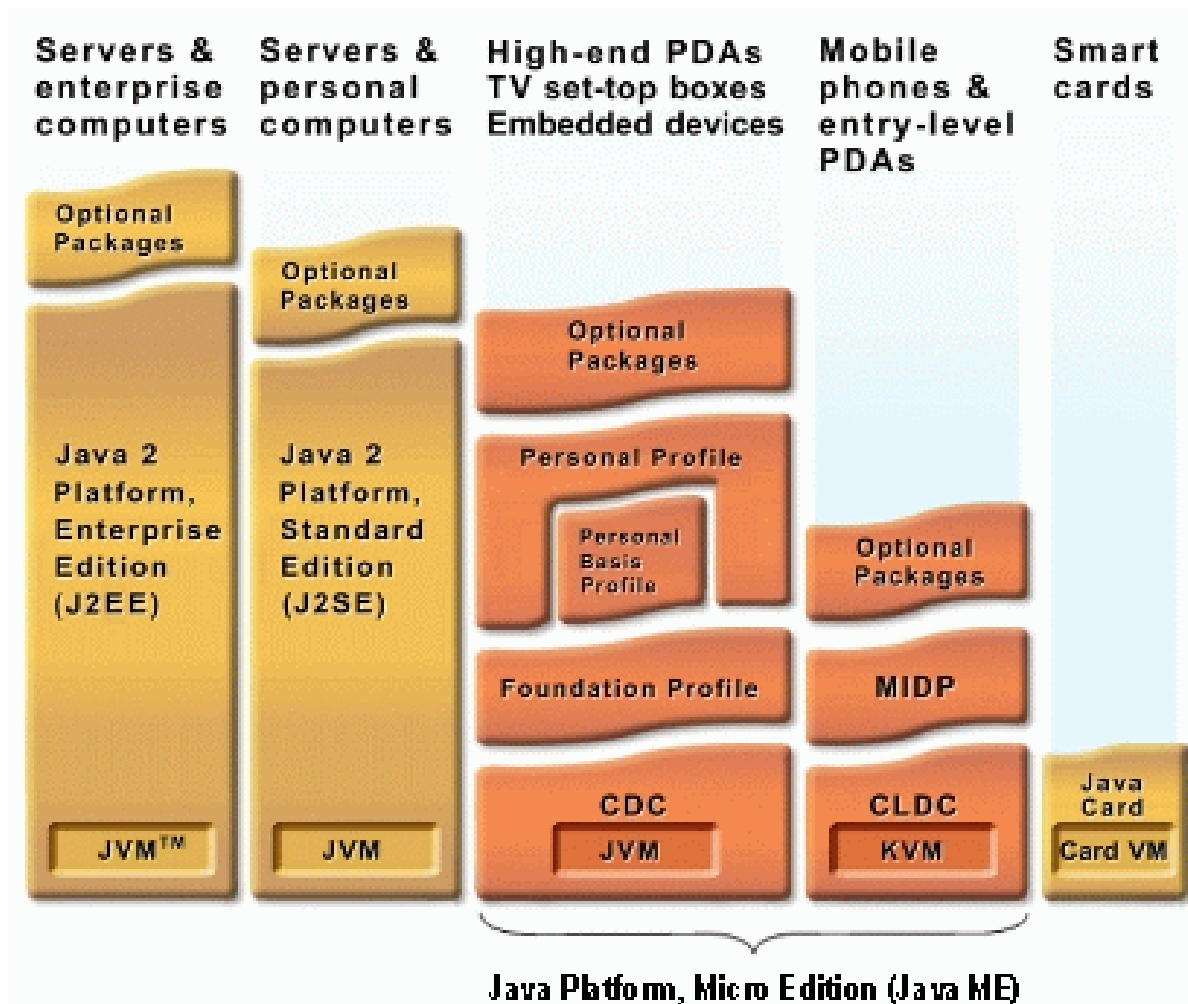 Servers &
enterprise
computers
Servers &
personal
computers
High-end PDAs
TV set-top boxes
Embedded devices
Mobile
phones &
entry-level
PDAs
Smart
cards
Optional
Packages
Java 2
Platform,
Enterprise
Edition
(J2EE)
JVM™
Optional
Packages
Java 2
Platform,
Standard
Edition
(J2SE)
JVM
Optional
Packages
Personal Profile
Personal
Basis
Profile
Foundation Profile
CDC
JVM
Optional
Packages
MIDP
CLDC
KVM
Java
Card
Card VM
Java Platform, Micro Edition (Java ME)